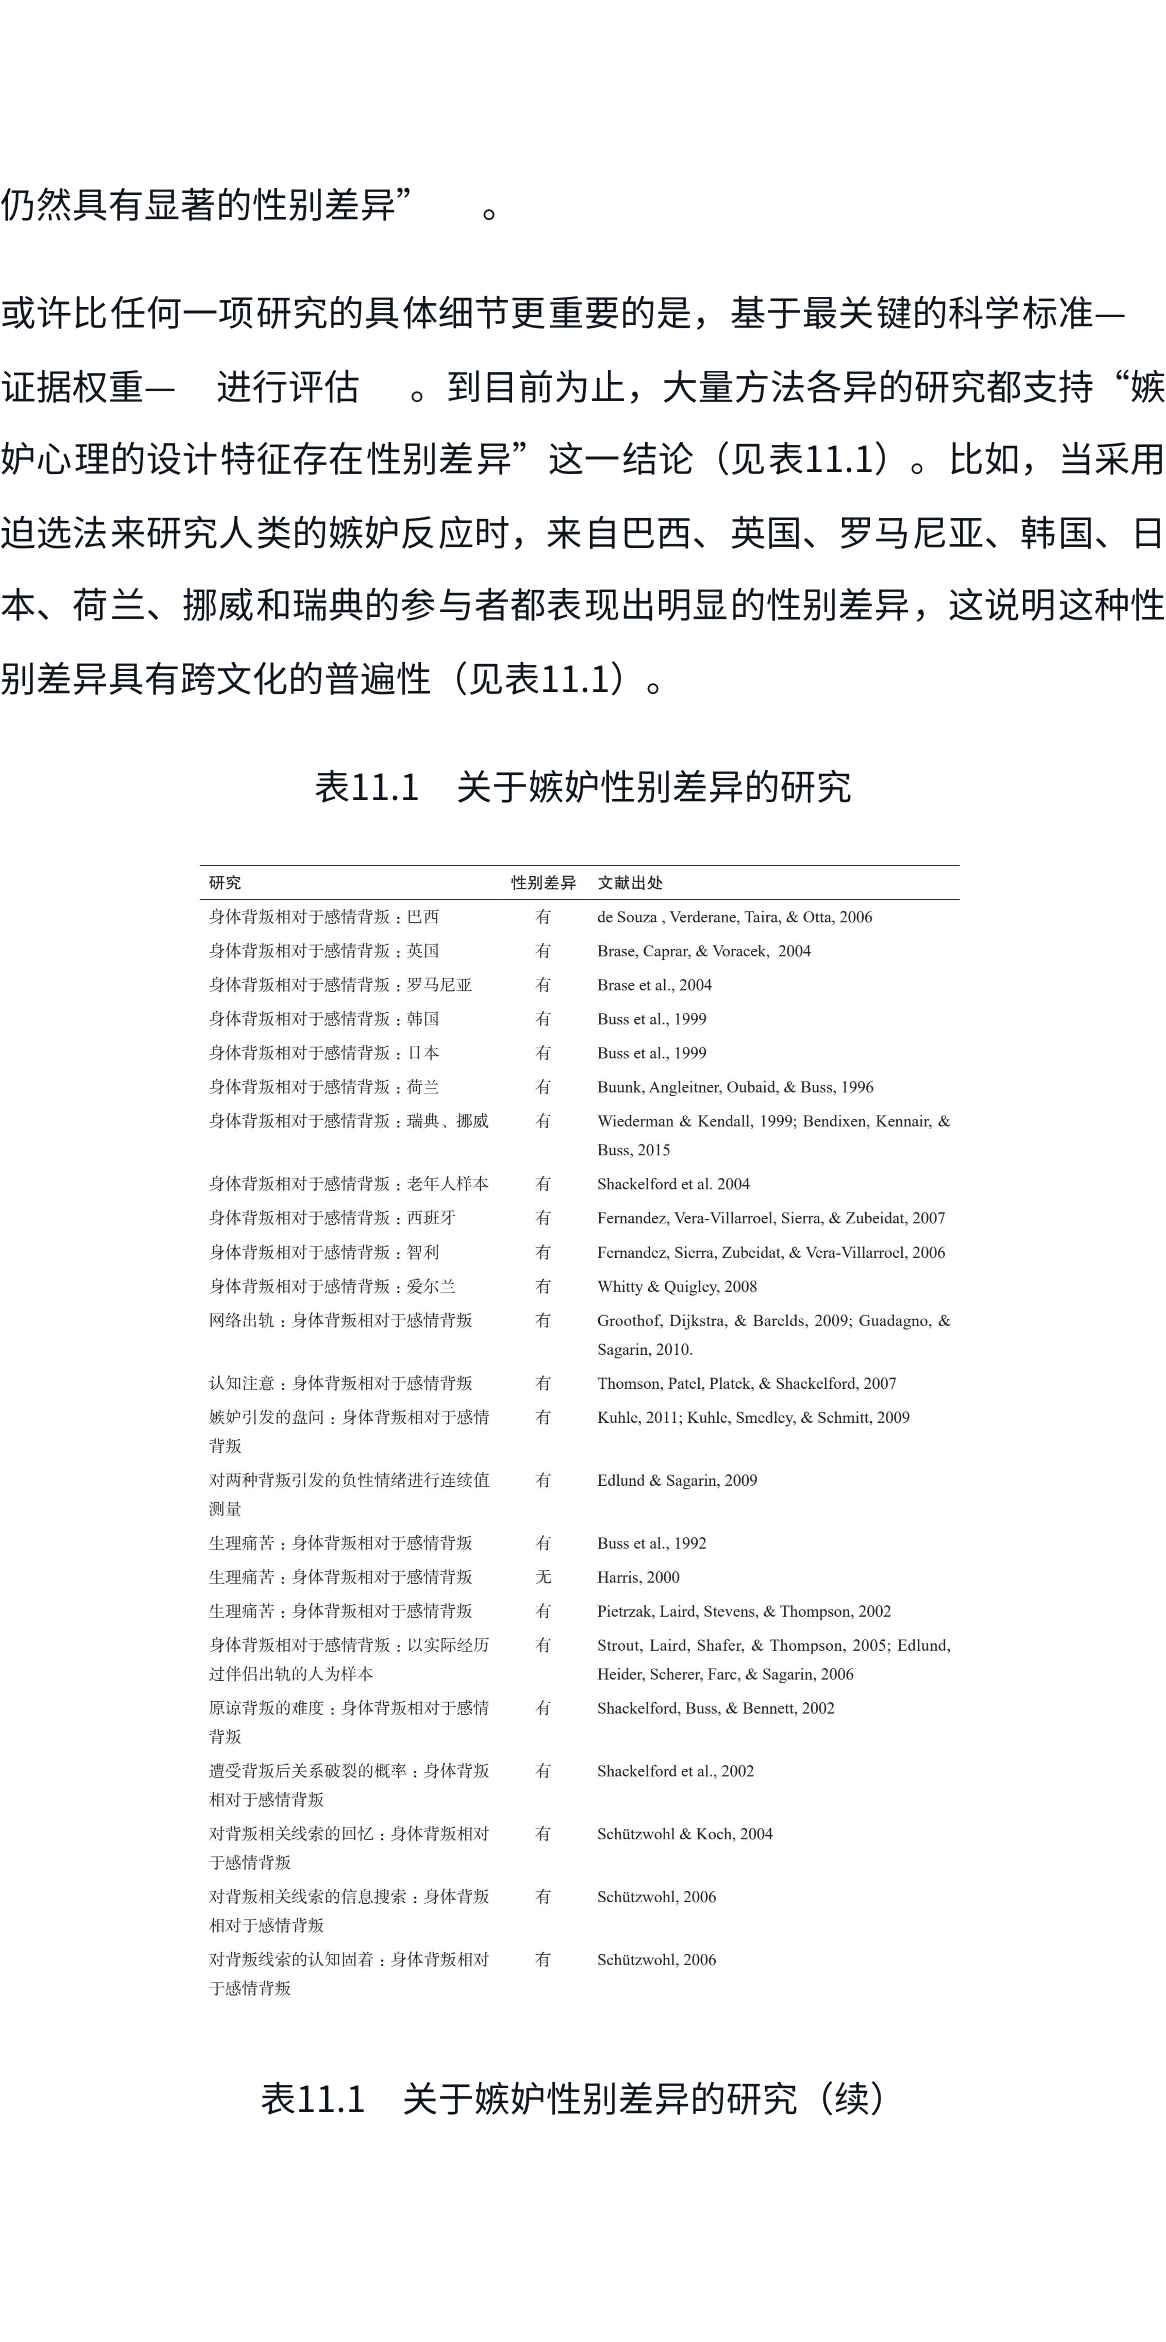 仍然具有显著的性别差异” 。
或许比任何一项研究的具体细节更重要的是，基于最关键的科学标准—
证据权重— 进行评估 。到目前为止，大量方法各异的研究都支持“嫉
妒心理的设计特征存在性别差异”这一结论（见表11.1）。比如，当采用
迫选法来研究人类的嫉妒反应时，来自巴西、英国、罗马尼亚、韩国、日
本、荷兰、挪威和瑞典的参与者都表现出明显的性别差异，这说明这种性
别差异具有跨文化的普遍性（见表11.1）。
表11.1 关于嫉妒性别差异的研究
研究 性别差异 文献出处
身体背叛相对于感情背叛：巴西 有 de Souza , Verderane, Taira, & Otta, 2006
身体背叛相对于感情背叛：英国 有 Brase, Caprar, & Voracek, 2004
身体背叛相对于感情背叛：罗马尼亚 有 Brase et al., 2004
身体背叛相对于感情背叛：韩国 有 Buss et al., 1999
身体背叛相对于感情背叛：日本 有 Buss et al., 1999
身体背叛相对于感情背叛：荷兰 有 Buunk, Angleitner, Oubaid, & Buss, 1996
身体背叛相对于感情背叛：瑞典、挪威 有 Wiederman & Kendall, 1999; Bendixen, Kennair, &
Buss, 2015
身体背叛相对于感情背叛：老年人样本 有 Shackelford et al. 2004
身体背叛相对于感情背叛：西班牙 有 Fernandez, Vera-Villarroel, Sierra, & Zubeidat, 2007
身体背叛相对于感情背叛：智利 有 Fernandez, Sierra, Zubeidat, & Vera-Villarroel, 2006
身体背叛相对于感情背叛：爱尔兰 有 Whitty & Quigley, 2008
网络出轨：身体背叛相对于感情背叛 有 Groothof, Dijkstra, & Barelds, 2009; Guadagno, &
Sagarin, 2010.
认知注意：身体背叛相对于感情背叛 有 Thomson, Patel, Platek, & Shackelford, 2007
嫉妒引发的盘问：身体背叛相对于感情 有 Kuhle, 2011; Kuhle, Smedley, & Schmitt, 2009
背叛
对两种背叛引发的负性情绪进行连续值 有 Edlund & Sagarin, 2009
测量
生理痛苦：身体背叛相对于感情背叛 有 Buss et al., 1992
生理痛苦：身体背叛相对于感情背叛 无 Harris, 2000
生理痛苦：身体背叛相对于感情背叛 有 Pietrzak, Laird, Stevens, & Thompson, 2002
身体背叛相对于感情背叛：以实际经历 有 Strout, Laird, Shafer, & Thompson, 2005; Edlund,
过伴侣出轨的人为样本 Heider, Scherer, Farc, & Sagarin, 2006
原谅背叛的难度：身体背叛相对于感情 有 Shackelford, Buss, & Bennett, 2002
背叛
遭受背叛后关系破裂的概率：身体背叛 有 Shackelford et al., 2002
相对于感情背叛
对背叛相关线索的回忆：身体背叛相对 有 Schützwohl & Koch, 2004
于感情背叛
对背叛相关线索的信息搜索：身体背叛 有 Schützwohl, 2006
相对于感情背叛
对背叛线索的认知固着：身体背叛相对 有 Schützwohl, 2006
于感情背叛
表11.1 关于嫉妒性别差异的研究（续）